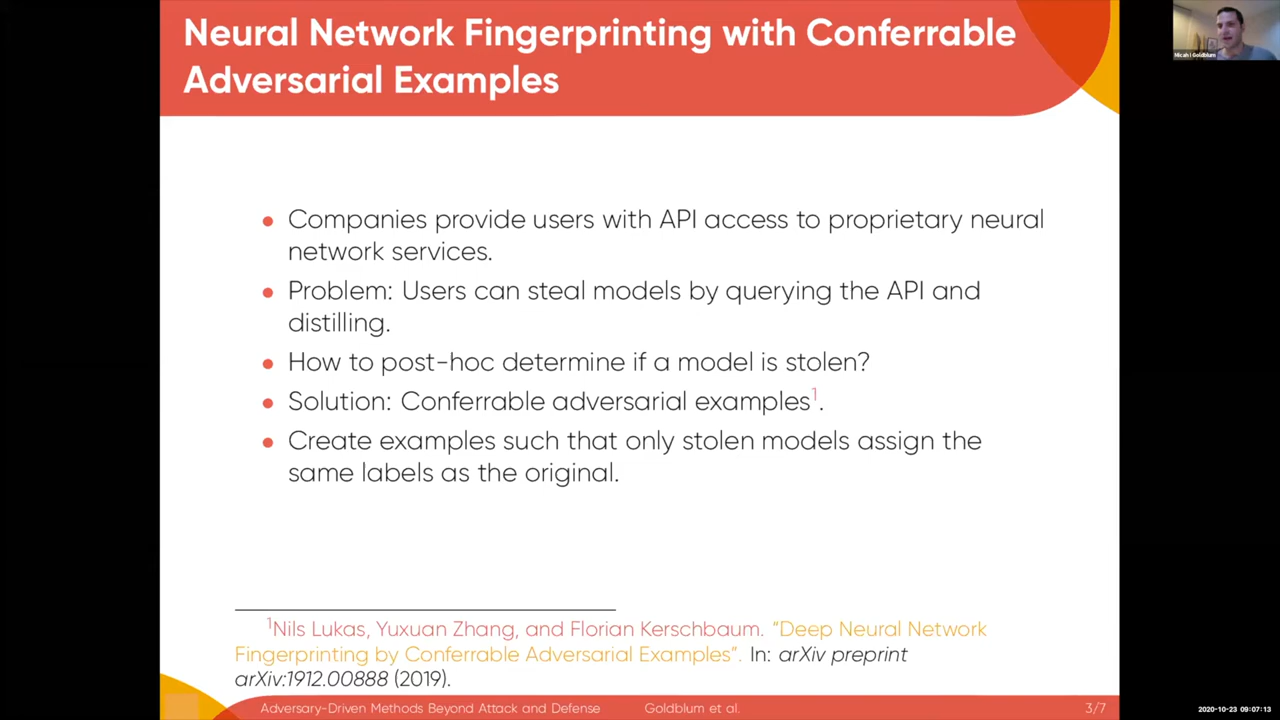 Neural Network Fingerprinting with Conferrable
Adversarial Examples
Micah Goldblum
• Companies provide users with API access to proprietary neural
network services.
• Problem: Users can steal models by querying the API and
distilling.
• How to post-hoc determine if a model is stolen?
• Solution: Conferrable adversarial examples1.
• Create examples such that only stolen models assign the
same labels as the original.
1Nils Lukas, Yuxuan Zhang, and Florian Kerschbaum. “Deep Neural Network
Fingerprinting by Conferrable Adversarial Examples”. In: arXiv preprint
arXiv:1912.00888 (2019).
Adversary-Driven Methods Beyond Attack and Defense Goldblum et al. 3/7
2020-10-23 09:07:13